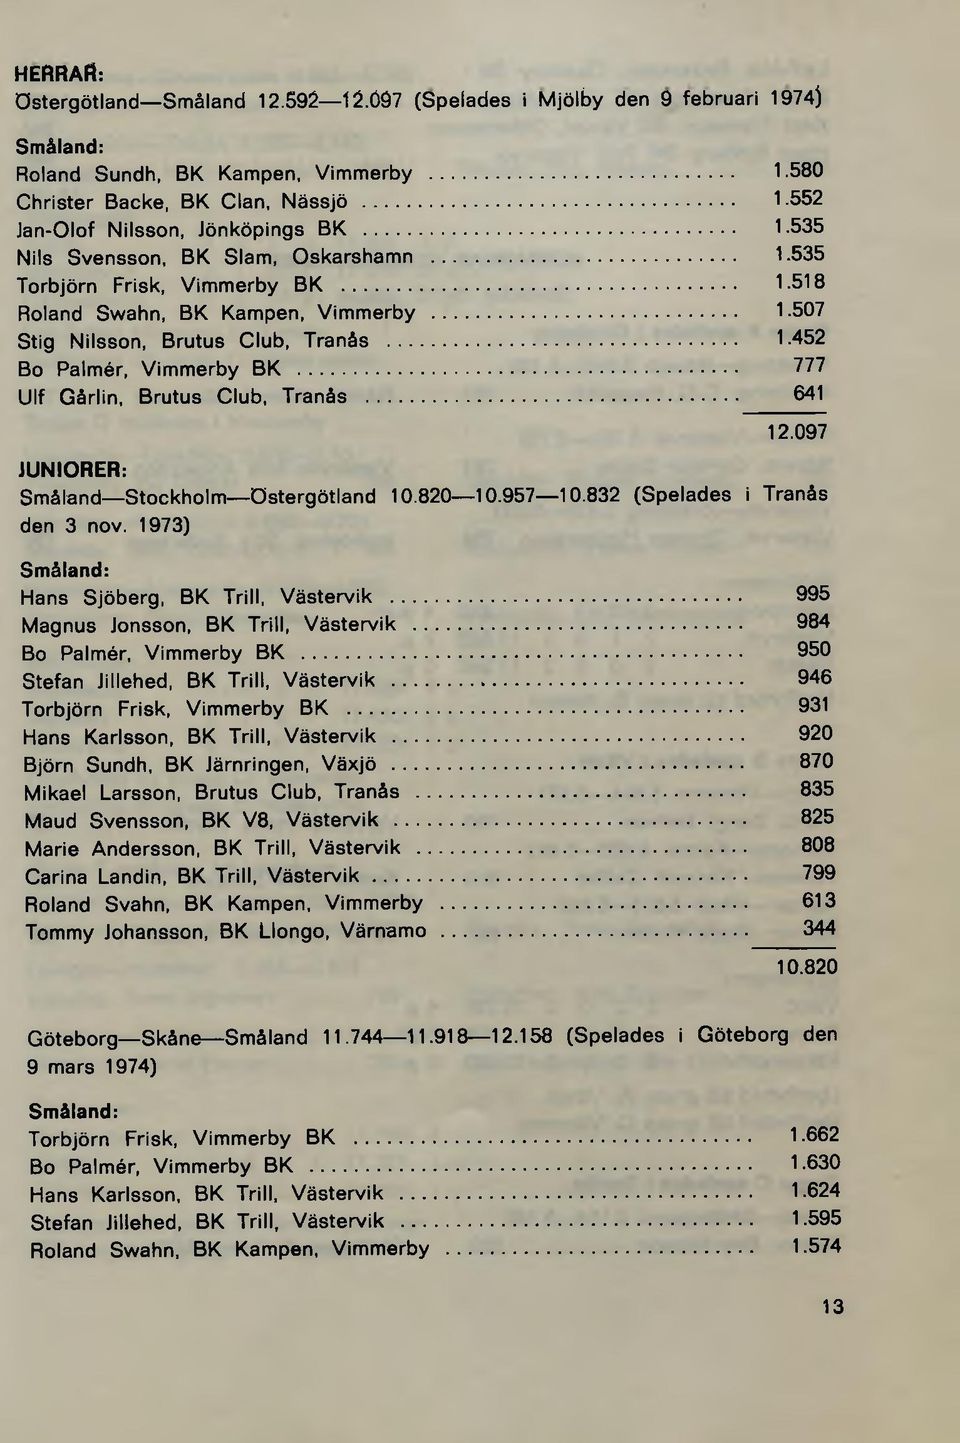 HERRAR:
Östergötland—Småland 12.592—12.097 (Spelades i Mjölby den 9 februari 1974)
Småland:
Roland Sundh, BK Kampen, Vimmerby ............................ 1.580
Christer Backe, BK Clan, Nässjö .................................. 1.552
Jan-Olof Nilsson, Jönköpings BK .................................. 1.535
Nils Svensson, BK Slam, Oskarshamn ............................ 1.535
Torbjörn Frisk, Vimmerby BK .................................... 1.518
Roland Swahn, BK Kampen, Vimmerby ............................ 1.507
Stig Nilsson, Brutus Club, Tranås ................................ 1.452
Bo Palmér, Vimmerby BK ........................................ 777
Ulf Gårlin, Brutus Club, Tranås .................................. 641
12.097
JUNIORER:
Småland—Stockholm—Östergötland 10.820—10.957—10.832 (Spelades i Tranås
den 3 nov. 1973)
Småland:
Hans Sjöberg, BK Trill, Västervik ................................ 995
Magnus Jonsson, BK Trill, Västervik .............................. 984
Bo Palmér, Vimmerby BK ........................................ 950
Stefan Jillehed, BK Trill, Västervik ................................ 946
Torbjörn Frisk, Vimmerby BK .................................... 931
Hans Karlsson, BK Trill, Västervik ................................ 920
Björn Sundh, BK Järnringen, Växjö ................................ 870
Mikael Larsson, Brutus Club, Tranås .............................. 835
Maud Svensson, BK V8, Västervik ................................ 825
Marie Andersson, BK Trill, Västervik .............................. 808
Carina Landin, BK Trill, Västervik .................................. 799
Roland Svahn, BK Kampen, Vimmerby ............................ 613
Tommy Johansson, BK Llongo, Värnamo ............................ 344
10.820
Göteborg—Skåne—Småland 11.744—11.918—12.158 (Spelades i Göteborg den
9 mars 1974)
Småland:
Torbjörn Frisk, Vimmerby BK .................................... 1.662
Bo Palmér, Vimmerby BK ........................................ 1.630
Hans Karlsson, BK Trill, Västervik ................................ 1.624
Stefan Jillehed, BK Trill, Västervik ................................ 1.595
Roland Swahn, BK Kampen, Vimmerby ............................ 1.574
13